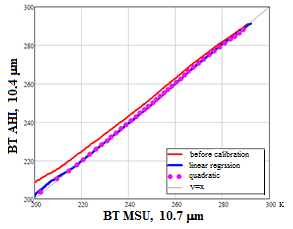 300
280
260
240
220
200
BT AHI, 10.4 μm
before calibration
linear regrssion
quadratic
y=x
200
220
240
260
280
300 K
BT MSU, 10.7 μm